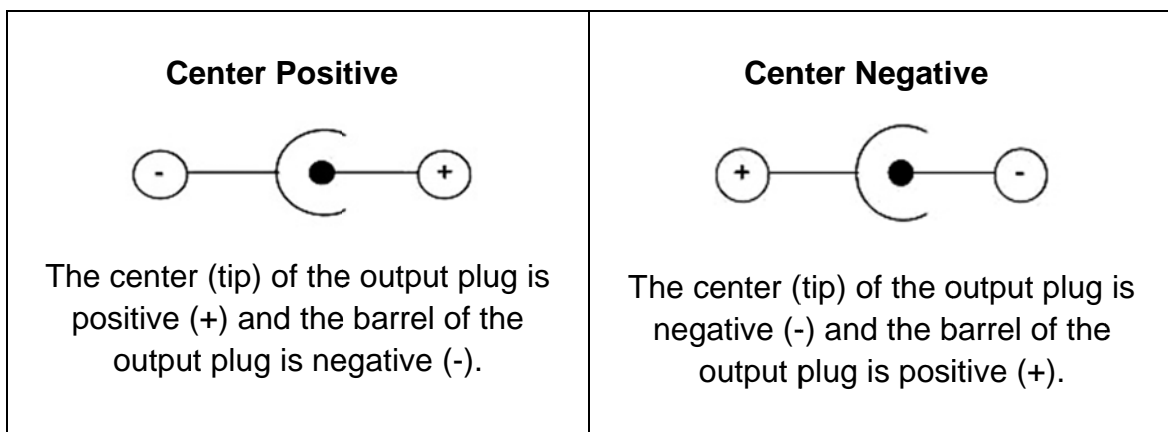 Center Positive
- +
The center (tip) of the output plug is
positive (+) and the barrel of the
output plug is negative (-).
Center Negative
+ -
The center (tip) of the output plug is
negative (-) and the barrel of the
output plug is positive (+).